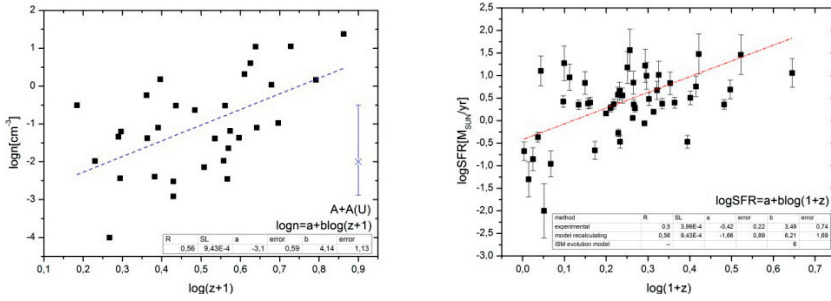 2
1
0
-1
-2
-3
-4
logn[cm⁻³]
0,1 0,2 0,3 0,4 0,5 0,6 0,7 0,8 0,9 1,0
log(z+1)
A+A(U)
logn=a+blog(z+1)
R SL a error b error
0,56 9,43E-4 -3,1 0,59 4,14 1,13
2,5
2,0
1,5
1,0
0,5
0,0
-0,5
-1,0
-1,5
-2,0
-2,5
-3,0
logSFR[M_SUN/yr]
logSFR=a+blog(1+z)
method R SL a error b error
experimental 0,5 3,99E-4 -0,42 0,22 3,49 0,74
model recalculating 0,56 9,43E-4 -1,66 0,89 6,21 1,69
ISM evolution model -- 6
0,0 0,1 0,2 0,3 0,4 0,5 0,6 0,7
log(1+z)